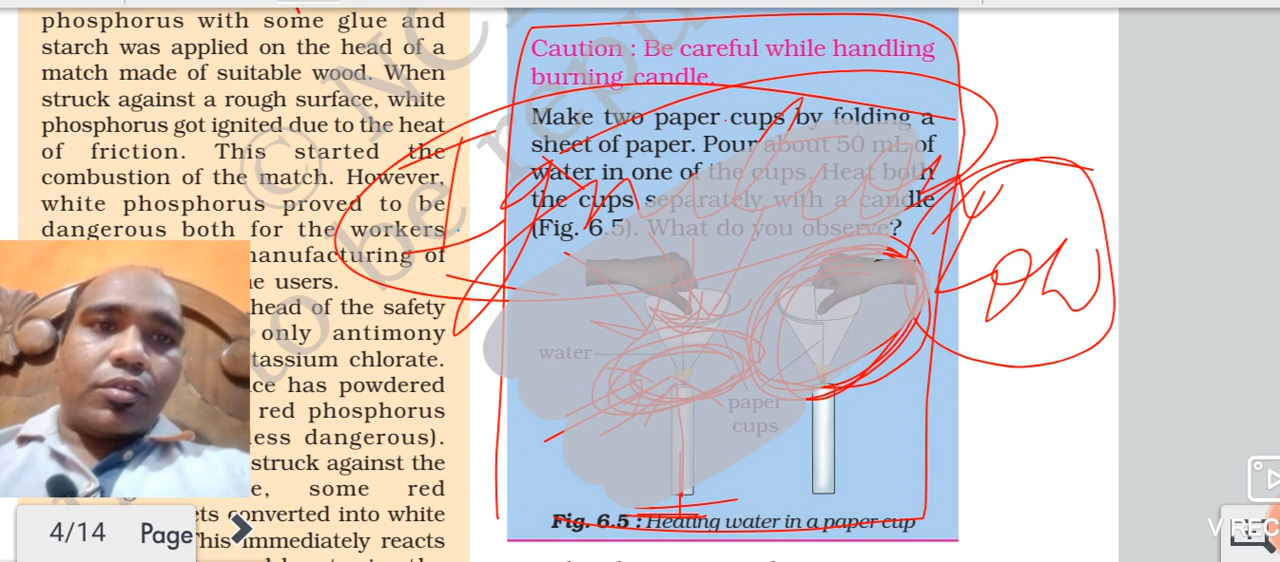 phosphorus with some glue and
starch was applied on the head of a
match made of suitable wood. When
struck against a rough surface, white
phosphorus got ignited due to the heat
of friction. This started the
combustion of the match. However,
white phosphorus proved to be
dangerous both for the workers
manufacturing of
users.
head of the safety
only antimony
chlorate.
has powdered
red phosphorus
dangerous).
struck against the
some red
converted into white
This immediately reacts
Caution : Be careful while handling
burning candle.
Make two paper cups by folding a
sheet of paper. Pour about 50 mL of
water in one of the cups. Heat both
the cups separately with a candle
(Fig. 6.5). What do you observe?
water
paper
cups
Fig. 6.5 : Heating water in a paper cup
to be
4/14 Page
V REC